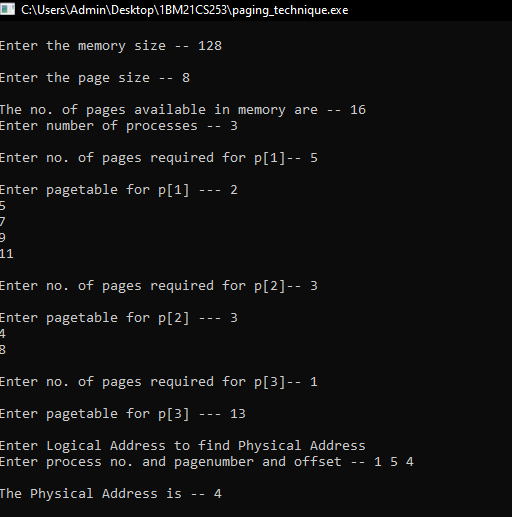 C:\Users\Admin\Desktop\1BM21CS253\paging_technique.exe
Enter the memory size -- 128
Enter the page size -- 8
The no. of pages available in memory are -- 16
Enter number of processes -- 3
Enter no. of pages required for p[1]-- 5
Enter pagetable for p[1] --- 2
5
7
9
11
Enter no. of pages required for p[2]-- 3
Enter pagetable for p[2] --- 3
4
8
Enter no. of pages required for p[3]-- 1
Enter pagetable for p[3] --- 13
Enter Logical Address to find Physical Address
Enter process no. and pagenumber and offset -- 1 5 4
The Physical Address is -- 4